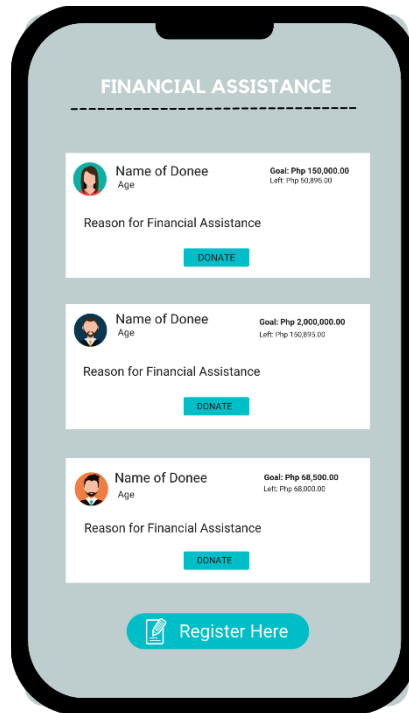 FINANCIAL ASSISTANCE
Name of Donee
Age
Goal: Php 150,000.00
Left: Php 50,895.00
Reason for Financial Assistance
DONATE
Name of Donee
Age
Goal: Php 2,000,000.00
Left: Php 150,895.00
Reason for Financial Assistance
DONATE
Name of Donee
Age
Goal: Php 68,500.00
Left: Php 68,000.00
Reason for Financial Assistance
DONATE
Register Here